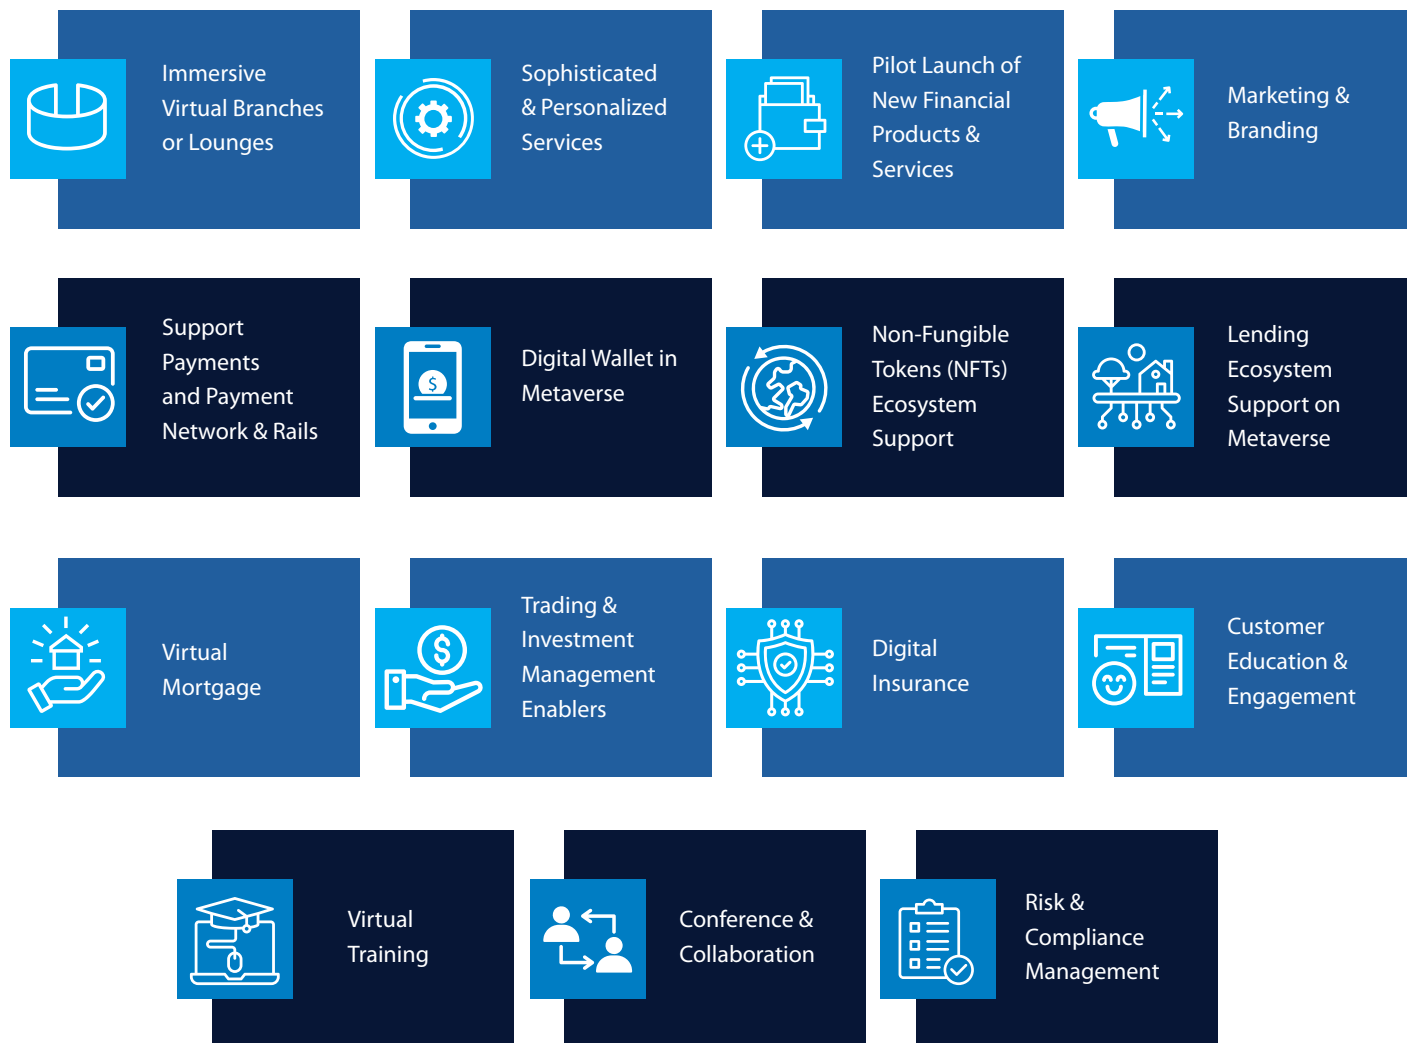 Immersive
Virtual Branches
or Lounges
Sophisticated
& Personalized
Services
Pilot Launch of
New Financial
Products &
Services
Marketing &
Branding
Support
Payments
and Payment
Network & Rails
Digital Wallet in
Metaverse
$
Non-Fungible
Tokens (NFTs)
Ecosystem
Support
Lending
Ecosystem
Support on
Metaverse
Virtual
Mortgage
Trading &
Investment
Management
Enablers
$
Digital
Insurance
Customer
Education &
Engagement
Virtual
Training
Conference &
Collaboration
Risk &
Compliance
Management